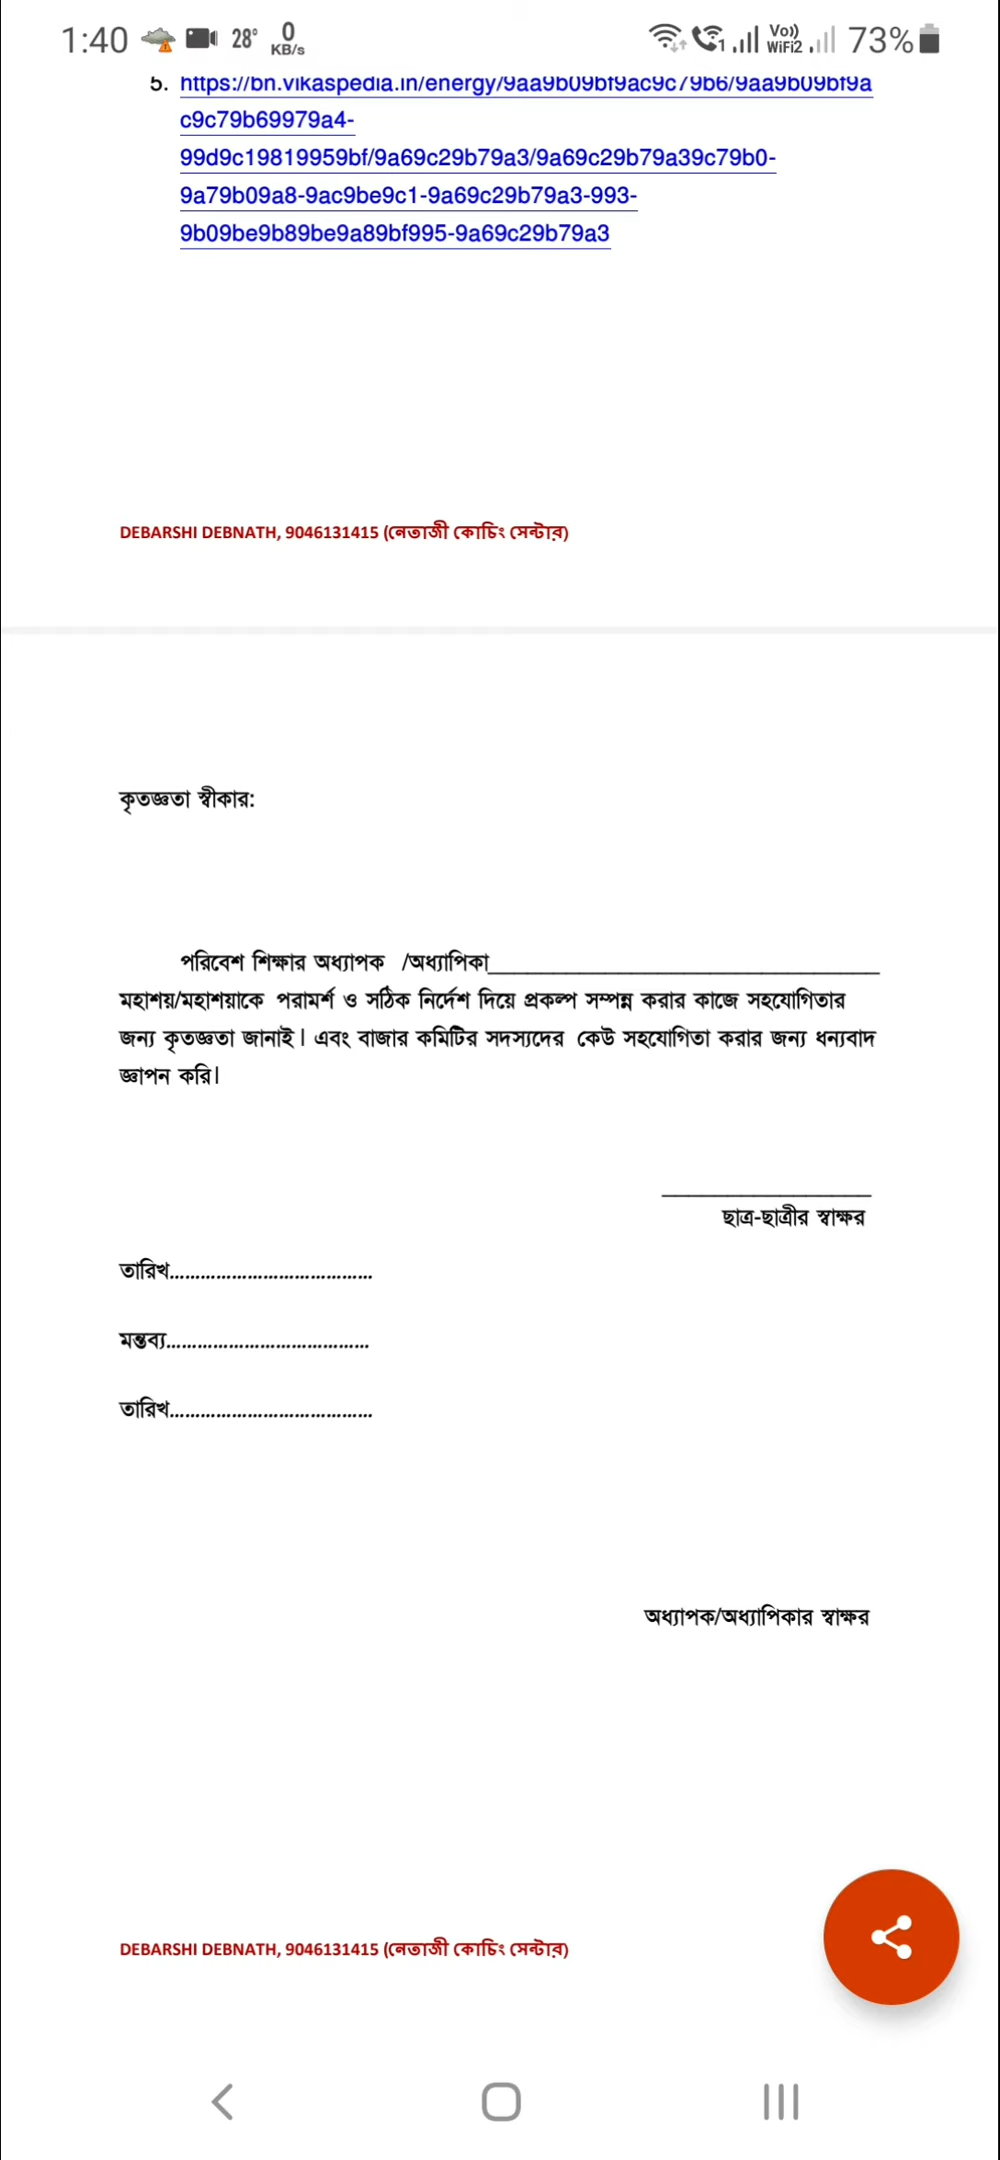 1:40 28° 0 KB/s Vo)) WiFi2 73%
5. https://bn.vikaspedia.in/energy/9aa9b09bf9ac9c79b6/9aa9b09bf9a
c9c79b69979a4-
99d9c19819959bf/9a69c29b79a3/9a69c29b79a39c79b0-
9a79b09a8-9ac9be9c1-9a69c29b79a3-993-
9b09be9b89be9a89bf995-9a69c29b79a3
DEBARSHI DEBNATH, 9046131415 (নেতাজী কোচিং সেন্টার)
কৃতজ্ঞতা স্বীকার:
পরিবেশ শিক্ষার অধ্যাপক /অধ্যাপিকা
মহাশয়/মহাশয়াকে পরামর্শ ও সঠিক নির্দেশ দিয়ে প্রকল্প সম্পন্ন করার কাজে সহযোগিতার
জন্য কৃতজ্ঞতা জানাই। এবং বাজার কমিটির সদস্যদের কেউ সহযোগিতা করার জন্য ধন্যবাদ
জ্ঞাপন করি।
ছাত্র-ছাত্রীর স্বাক্ষর
তারিখ.......................................
মন্তব্য.......................................
তারিখ.......................................
অধ্যাপক/অধ্যাপিকার স্বাক্ষর
DEBARSHI DEBNATH, 9046131415 (নেতাজী কোচিং সেন্টার)